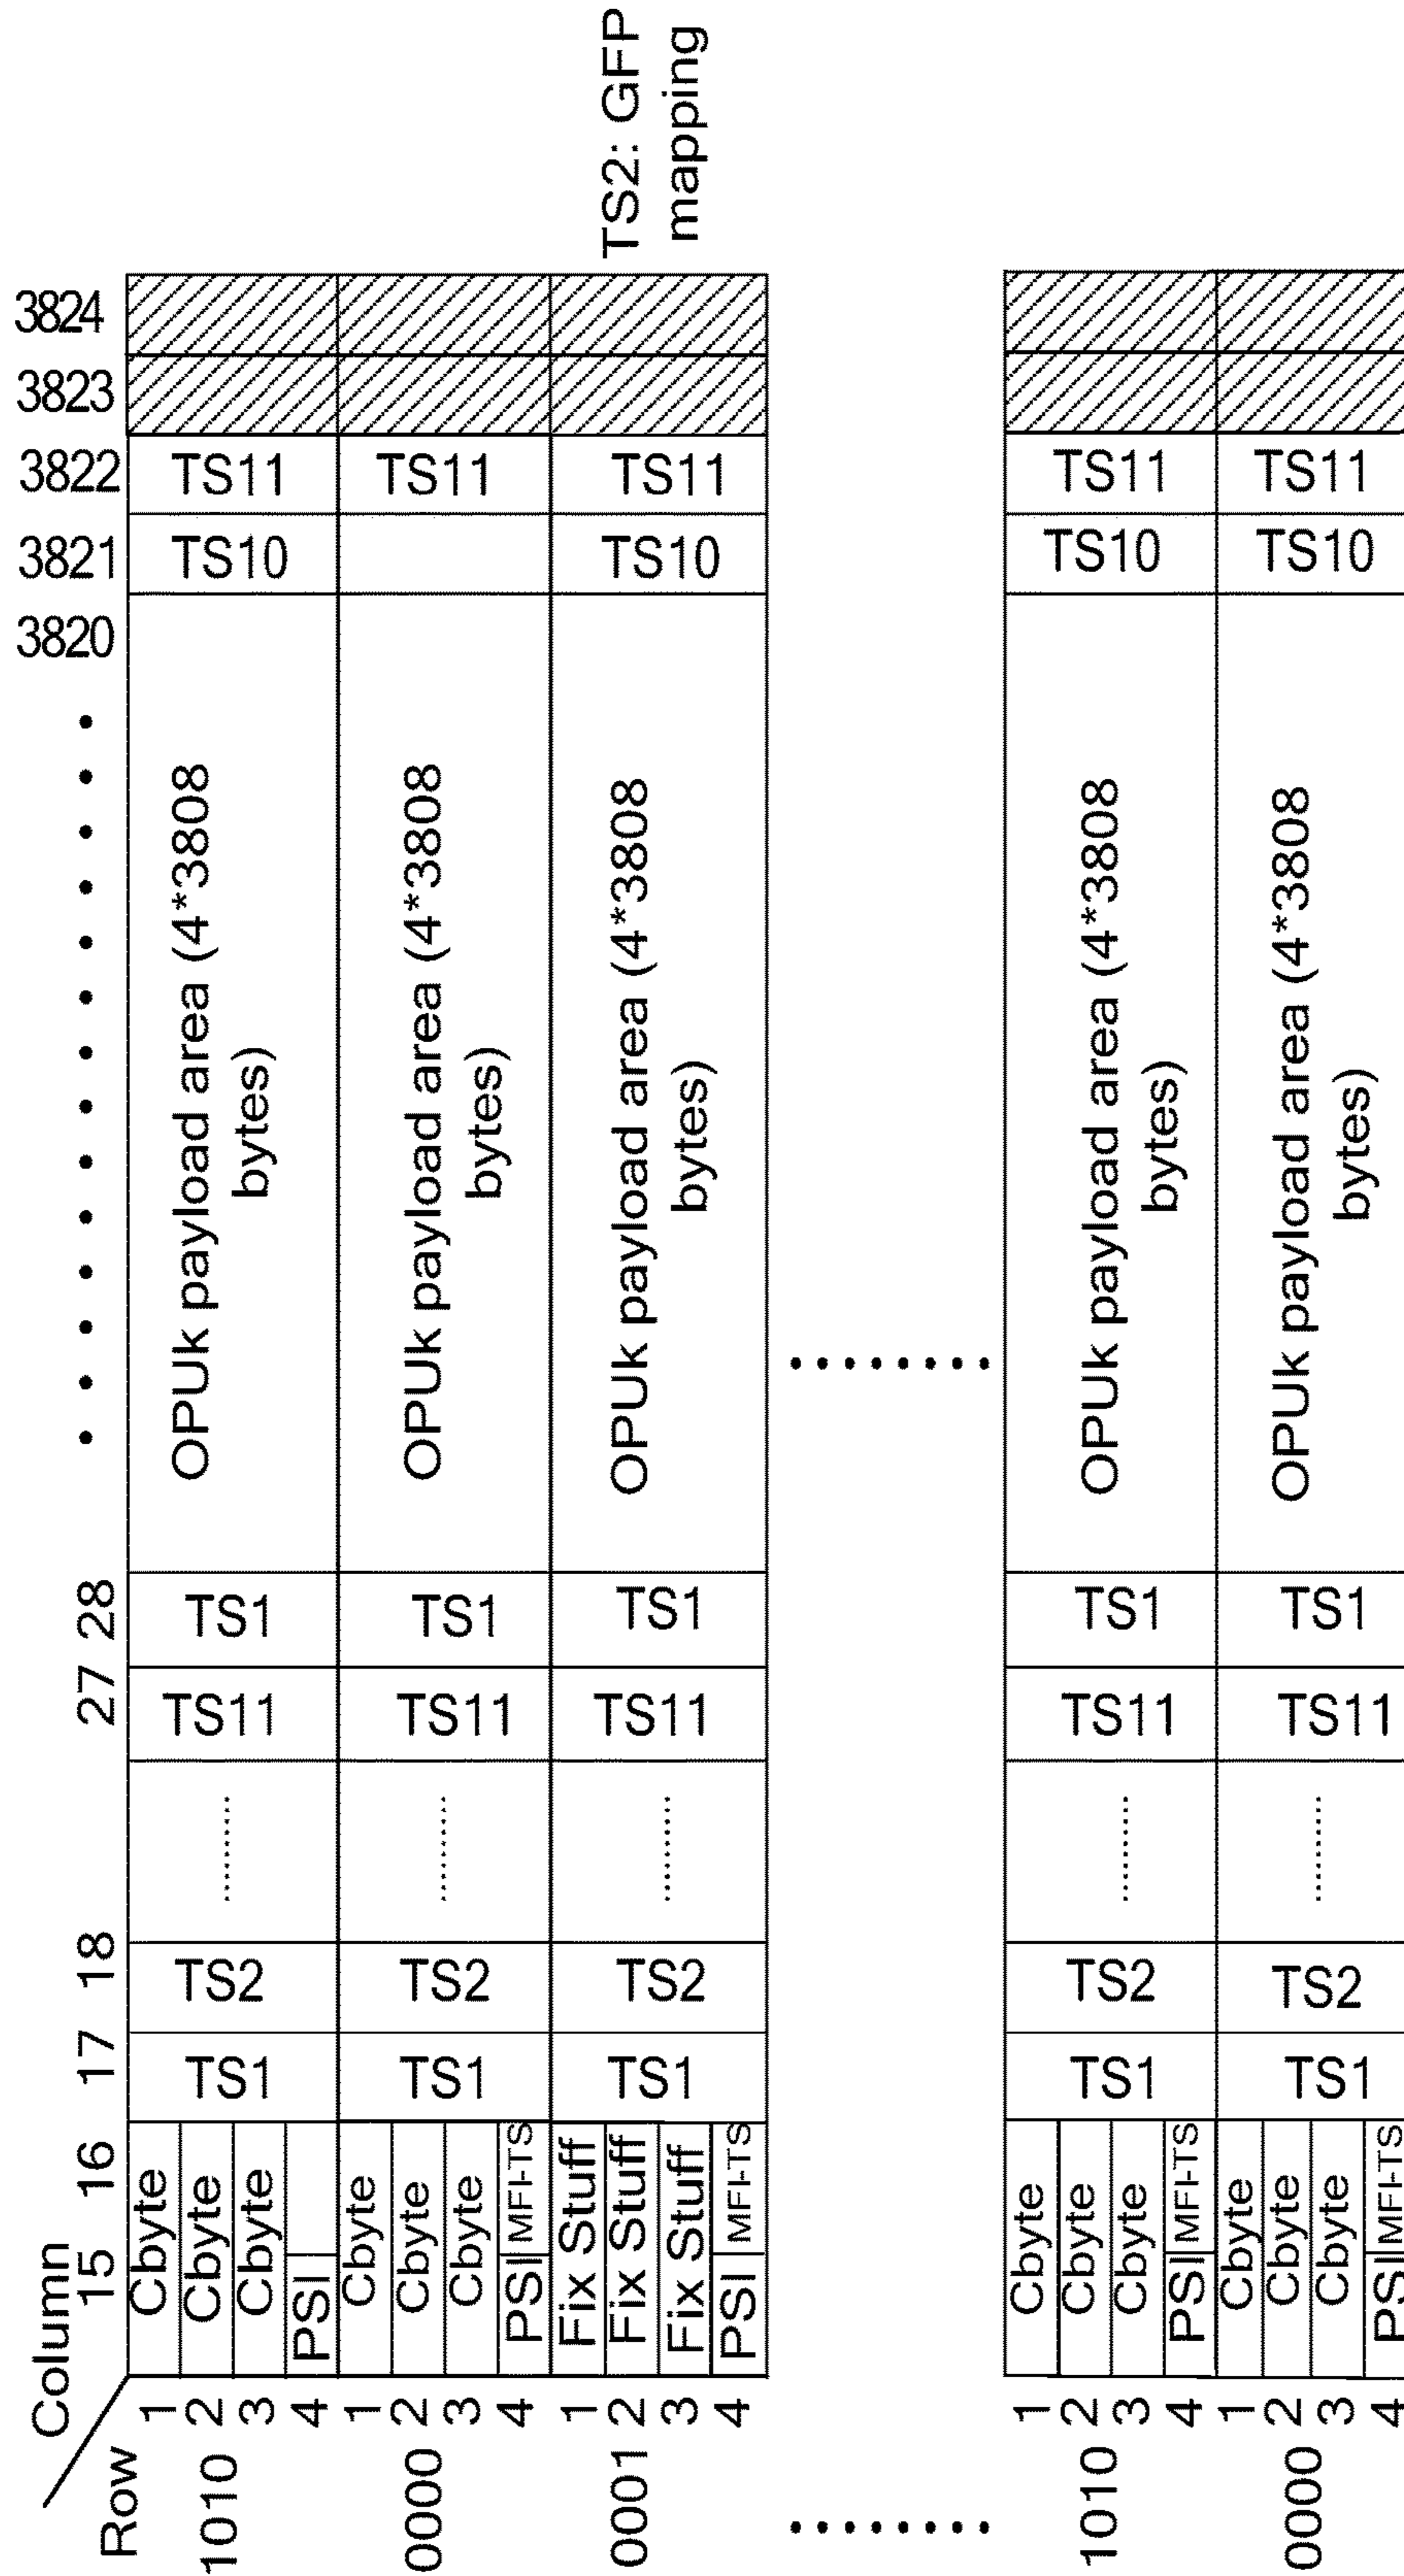 Column 15 16 17 18 27 28 • • • • • • • • • • • • • • 3820 3821 3822 3823 3824
Row
1010
1 Cbyte TS1 TS2 ......... TS11 TS1 OPUk payload area (4*3808 TS10 TS11
2 Cbyte bytes)
3 Cbyte
4 PSI
0000
1 Cbyte TS1 TS2 ......... TS11 TS1 OPUk payload area (4*3808 TS11
2 Cbyte bytes)
3 Cbyte
4 PSI MFI-TS
0001
1 Fix Stuff TS1 TS2 ......... TS11 TS1 OPUk payload area (4*3808 TS10 TS11
2 Fix Stuff bytes)
3 Fix Stuff
4 PSI MFI-TS
TS2: GFP
mapping
1010
1 Cbyte TS1 TS2 ......... TS11 TS1 OPUk payload area (4*3808 TS10 TS11
2 Cbyte bytes)
3 Cbyte
4 PSI MFI-TS
0000
1 Cbyte TS1 TS2 ......... TS11 TS1 OPUk payload area (4*3808 TS10 TS11
2 Cbyte bytes)
3 Cbyte
4 PSI MFI-TS